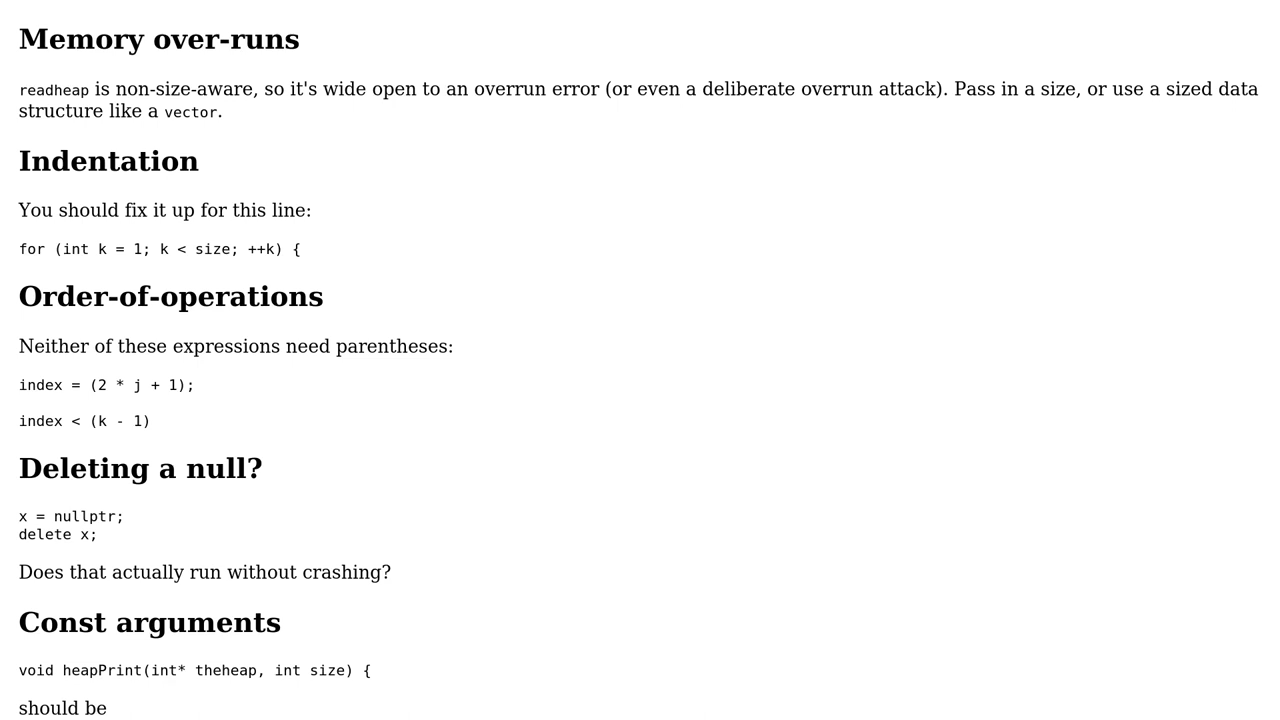 Memory over-runs
readheap is non-size-aware, so it's wide open to an overrun error (or even a deliberate overrun attack). Pass in a size, or use a sized data
structure like a vector.
Indentation
You should fix it up for this line:
for (int k = 1; k < size; ++k) {
Order-of-operations
Neither of these expressions need parentheses:
index = (2 * j + 1);
index < (k - 1)
Deleting a null?
x = nullptr;
delete x;
Does that actually run without crashing?
Const arguments
void heapPrint(int* theheap, int size) {
should be